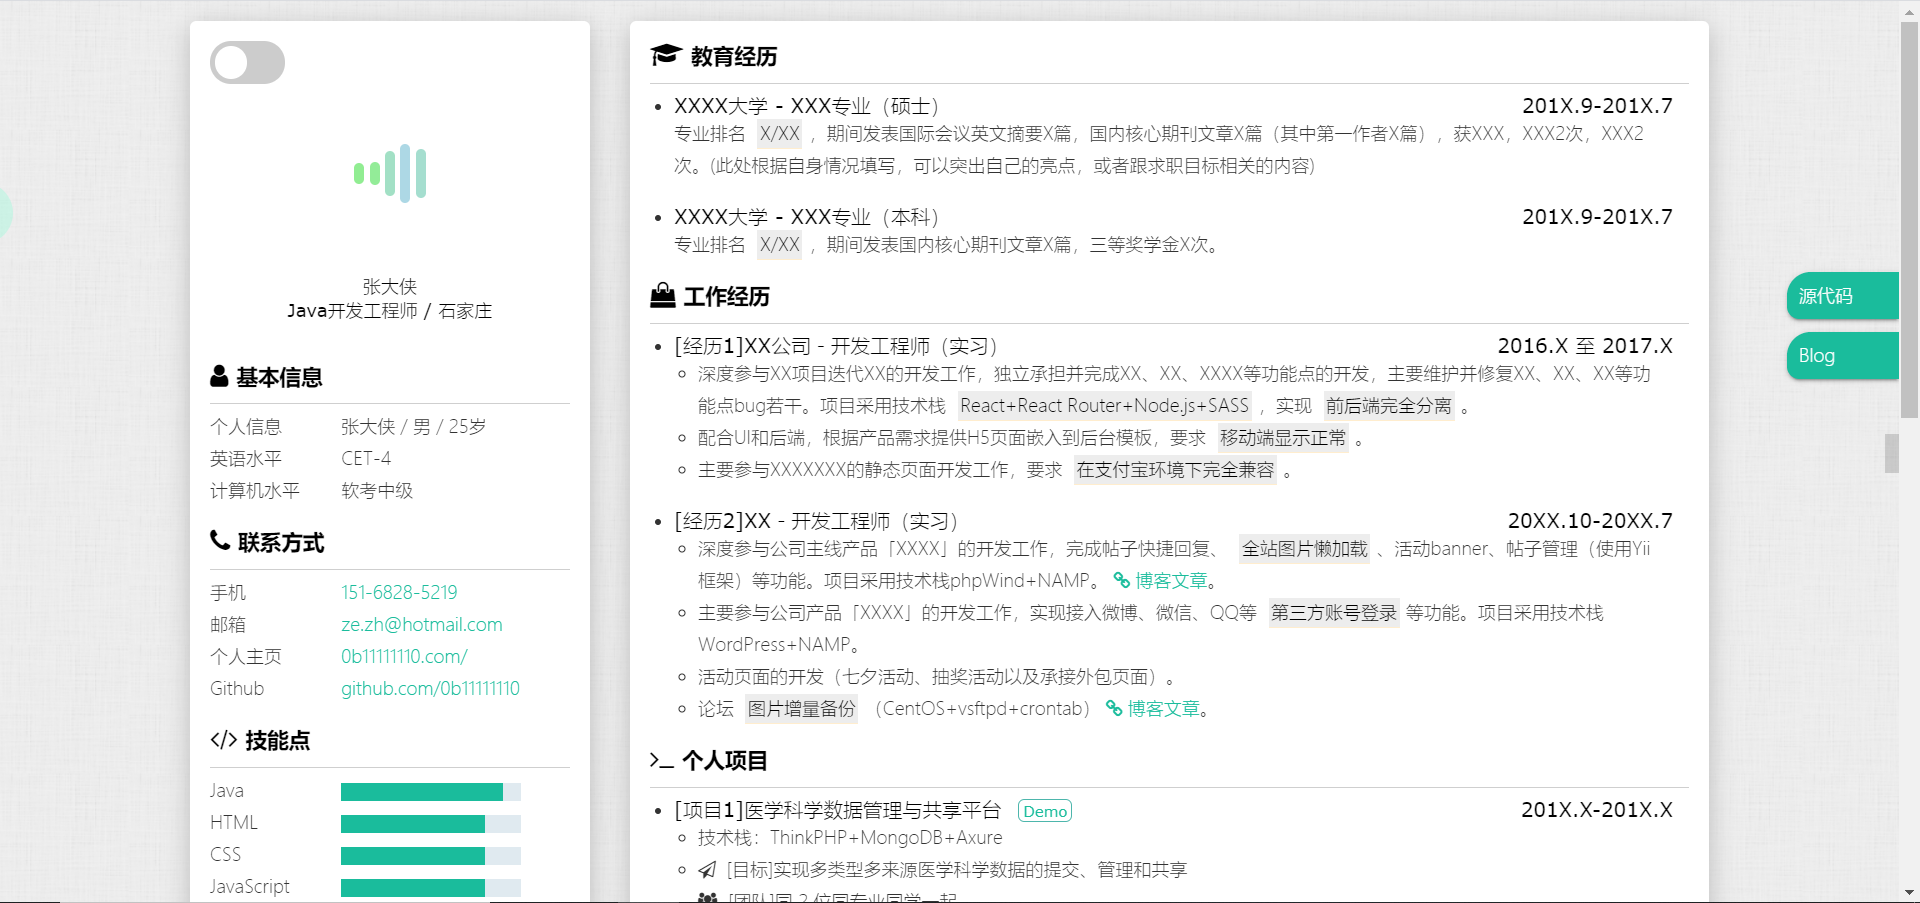 张大侠
Java开发工程师 / 石家庄
基本信息
个人信息 张大侠 / 男 / 25岁
英语水平 CET-4
计算机水平 软考中级
联系方式
手机 151-6828-5219
邮箱 ze.zh@hotmail.com
个人主页 0b11111110.com/
Github github.com/0b11111110
</> 技能点
Java
HTML
CSS
JavaScript
教育经历
XXXX大学 - XXX专业（硕士） 201X.9-201X.7
专业排名 X/XX ，期间发表国际会议英文摘要X篇，国内核心期刊文章X篇（其中第一作者X篇），获XXX，XXX2次，XXX2
次。(此处根据自身情况填写，可以突出自己的亮点，或者跟求职目标相关的内容)
XXXX大学 - XXX专业（本科） 201X.9-201X.7
专业排名 X/XX ，期间发表国内核心期刊文章X篇，三等奖学金X次。
工作经历
[经历1]XX公司 - 开发工程师（实习） 2016.X 至 2017.X
深度参与XX项目迭代XX的开发工作，独立承担并完成XX、XX、XXXX等功能点的开发，主要维护并修复XX、XX、XX等功
能点bug若干。项目采用技术栈 React+React Router+Node.js+SASS ，实现 前后端完全分离 。
配合UI和后端，根据产品需求提供H5页面嵌入到后台模板，要求 移动端显示正常 。
主要参与XXXXXXX的静态页面开发工作，要求 在支付宝环境下完全兼容 。
[经历2]XX - 开发工程师（实习） 20XX.10-20XX.7
深度参与公司主线产品「XXXX」的开发工作，完成帖子快捷回复、 全站图片懒加载 、活动banner、帖子管理（使用Yii
框架）等功能。项目采用技术栈phpWind+NAMP。 博客文章。
主要参与公司产品「XXXX」的开发工作，实现接入微博、微信、QQ等 第三方账号登录 等功能。项目采用技术栈
WordPress+NAMP。
活动页面的开发（七夕活动、抽奖活动以及承接外包页面）。
论坛 图片增量备份 （CentOS+vsftpd+crontab） 博客文章。
>_ 个人项目
[项目1]医学科学数据管理与共享平台 Demo 201X.X-201X.X
技术栈：ThinkPHP+MongoDB+Axure
[目标]实现多类型多来源医学科学数据的提交、管理和共享
[团队]同 2 位同专业同学一起
源代码
Blog